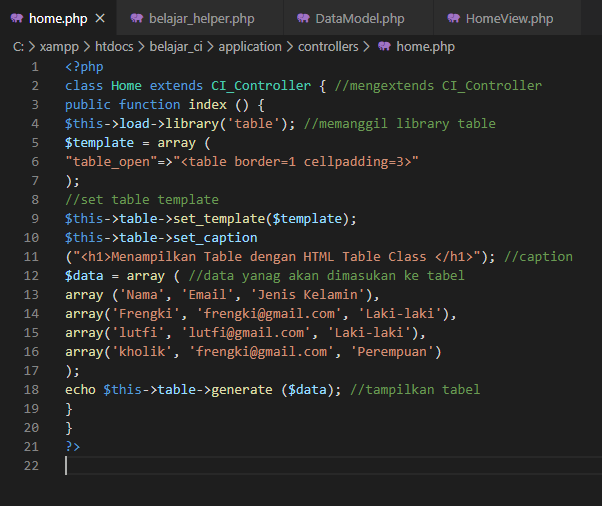 home.php × belajar_helper.php DataModel.php HomeView.php
C: > xampp > htdocs > belajar_ci > application > controllers > home.php
1 <?php
2 class Home extends CI_Controller { //mengextends CI_Controller
3 public function index () {
4 $this->load->library('table'); //memanggil library table
5 $template = array (
6 "table_open"=>"<table border=1 cellpadding=3>"
7 );
8 //set table template
9 $this->table->set_template($template);
10 $this->table->set_caption
11 ("<h1>Menampilkan Table dengan HTML Table Class </h1>"); //caption
12 $data = array ( //data yanag akan dimasukan ke tabel
13 array ('Nama', 'Email', 'Jenis Kelamin'),
14 array('Frengki', 'frengki@gmail.com', 'Laki-laki'),
15 array('lutfi', 'lutfi@gmail.com', 'Laki-laki'),
16 array('kholik', 'frengki@gmail.com', 'Perempuan')
17 );
18 echo $this->table->generate ($data); //tampilkan tabel
19 }
20 }
21 ?>
22